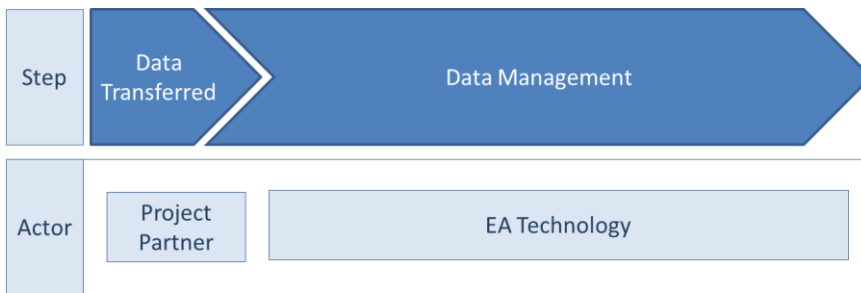 Step
Data
Transferred
Data Management
Actor
Project
Partner
EA Technology